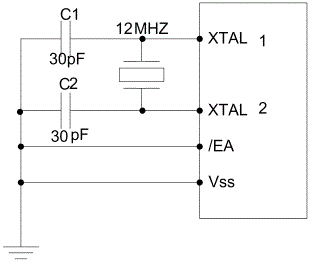 C1
12MHZ
XTAL 1
30pF
C2
XTAL 2
30pF
/EA
Vss